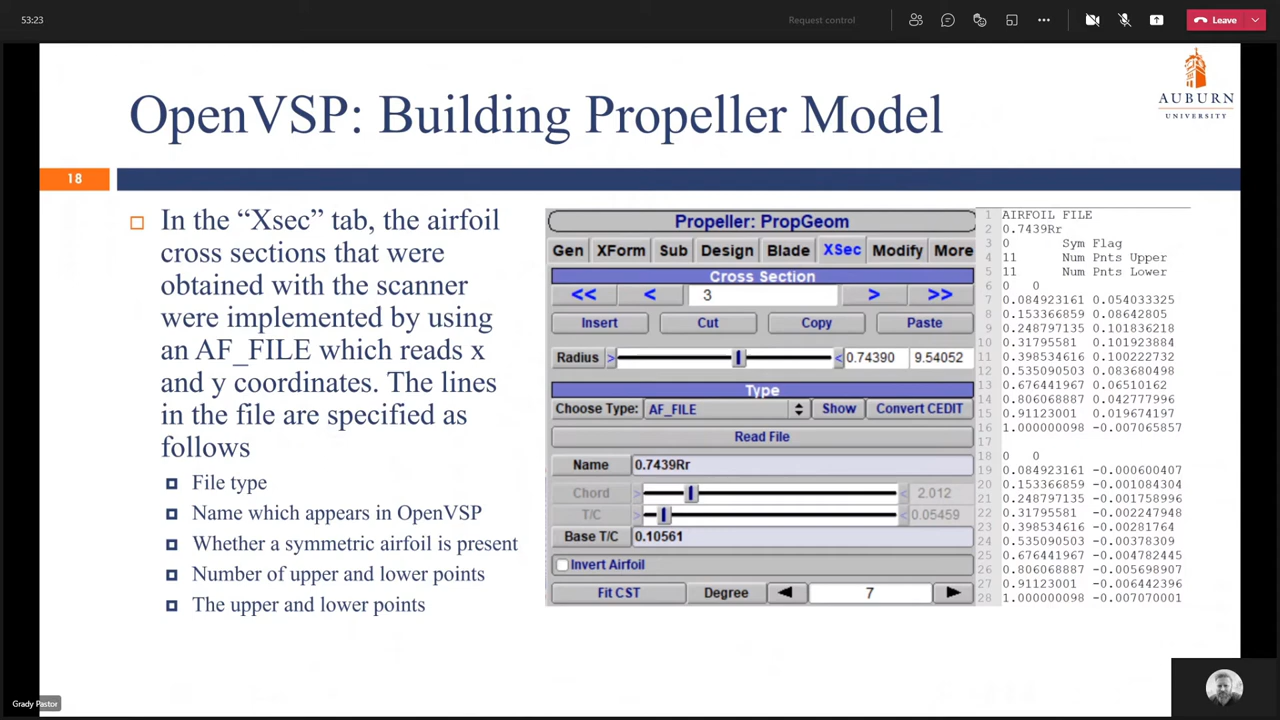 53:23
Request control
Leave
OpenVSP: Building Propeller Model
AUBURN
UNIVERSITY
18
In the “Xsec” tab, the airfoil
cross sections that were
obtained with the scanner
were implemented by using
an AF_FILE which reads x
and y coordinates. The lines
in the file are specified as
follows
File type
Name which appears in OpenVSP
Whether a symmetric airfoil is present
Number of upper and lower points
The upper and lower points
Propeller: PropGeom
Gen XForm Sub Design Blade XSec Modify More
Cross Section
<< < 3 > >>
Insert Cut Copy Paste
Radius > < 0.74390 9.54052
Type
Choose Type: AF_FILE Show Convert CEDIT
Read File
Name 0.7439Rr
Chord > < 2.012
T/C > < 0.05459
Base T/C 0.10561
Invert Airfoil
Fit CST Degree 7
1 AIRFOIL FILE
2 0.7439Rr
3 0 Sym Flag
4 11 Num Pnts Upper
5 11 Num Pnts Lower
6 0 0
7 0.084923161 0.054033325
8 0.153366859 0.08642805
9 0.248797135 0.101836218
10 0.31795581 0.101923884
11 0.398534616 0.100222732
12 0.535090503 0.083680498
13 0.676441967 0.06510162
14 0.806068887 0.042777996
15 0.91123001 0.019674197
16 1.000000098 -0.007065857
17
18 0 0
19 0.084923161 -0.000600407
20 0.153366859 -0.001084304
21 0.248797135 -0.001758996
22 0.31795581 -0.002247948
23 0.398534616 -0.00281764
24 0.535090503 -0.00378309
25 0.676441967 -0.004782445
26 0.806068887 -0.005698907
27 0.91123001 -0.006442396
28 1.000000098 -0.007070001
Grady Pastor